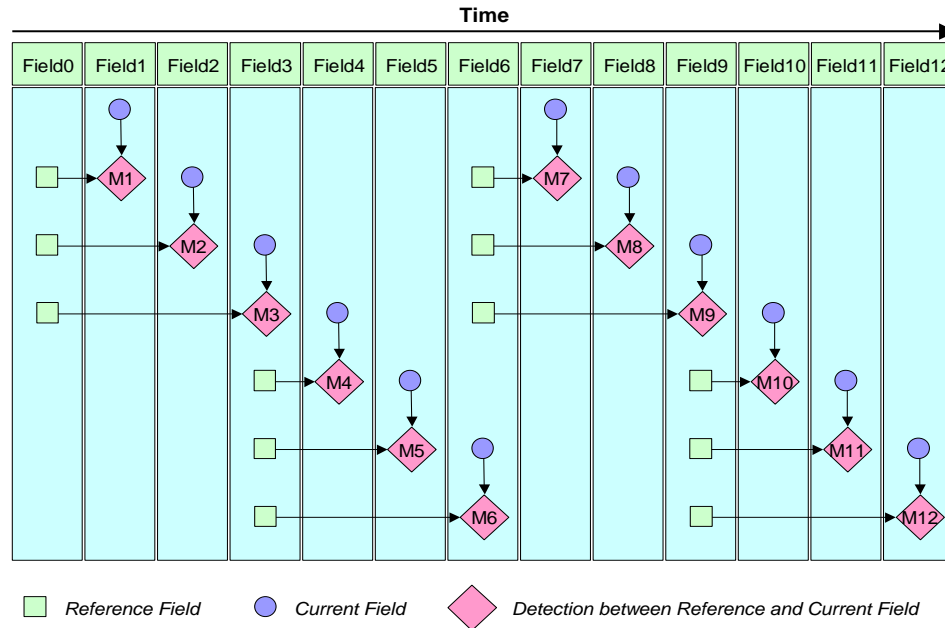 Time
Field0 Field1 Field2 Field3 Field4 Field5 Field6 Field7 Field8 Field9 Field10 Field11 Field12
M1 M7
M2 M8
M3 M9
M4 M10
M5 M11
M6 M12
Reference Field Current Field Detection between Reference and Current Field